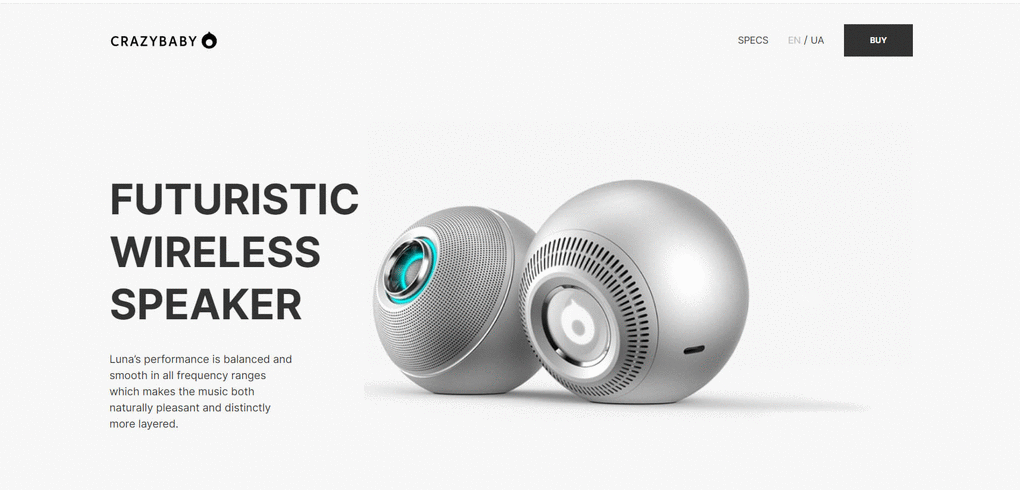 CRAZYBABY
SPECS
EN / UA
BUY
FUTURISTIC
WIRELESS
SPEAKER
Luna’s performance is balanced and
smooth in all frequency ranges
which makes the music both
naturally pleasant and distinctly
more layered.